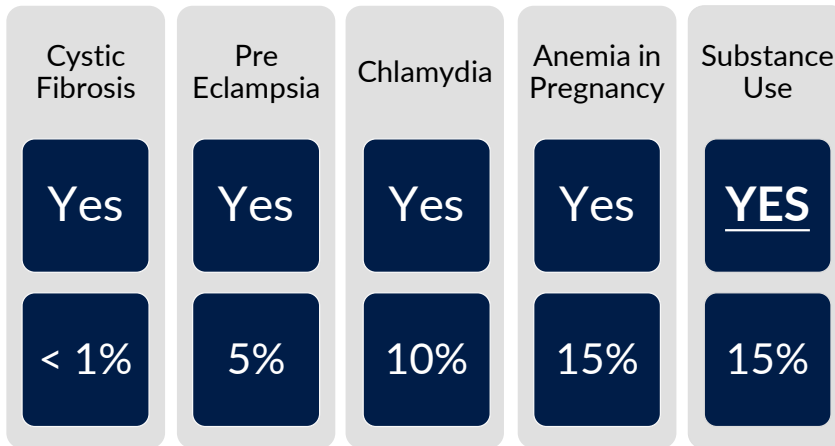 Cystic
Fibrosis
Yes
< 1%
Pre
Eclampsia
Yes
5%
Chlamydia
Yes
10%
Anemia in
Pregnancy
Yes
15%
Substance
Use
YES
15%